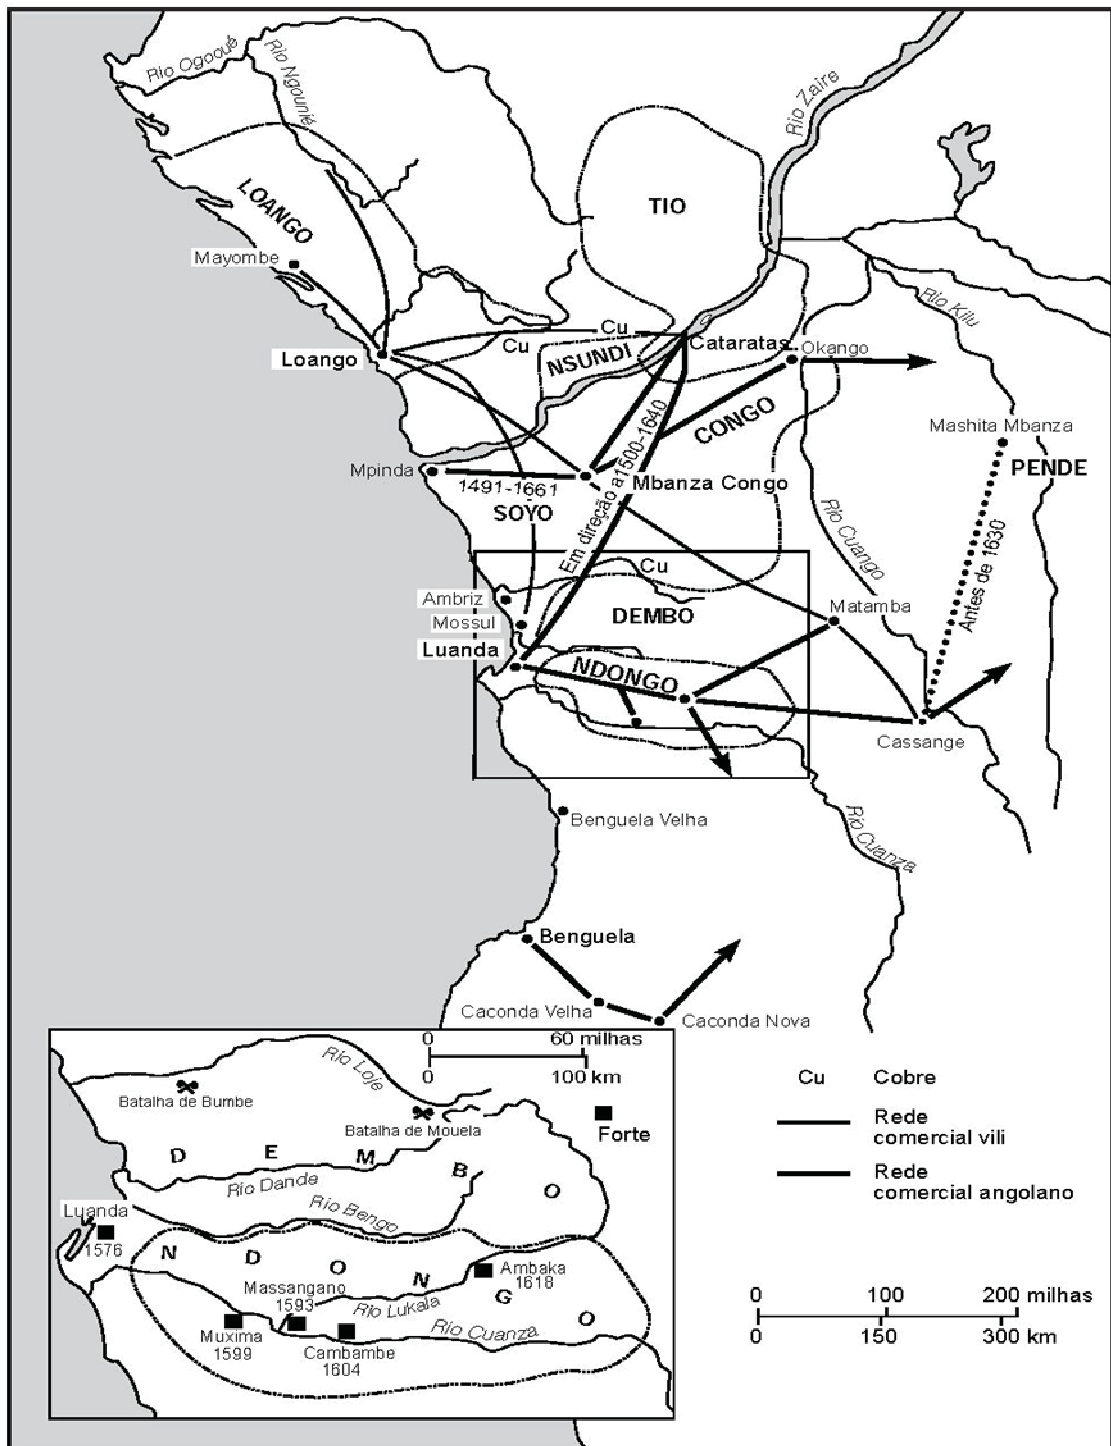 Rio Ogooué
Rio Ngounié
Rio Zaire
LOANGO
TIO
Mayombe
Rio Kilu
Cu
Cu
Loango
NSUNDI
Cataratas
Okango
CONGO
Mashita Mbanza
PENDE
Mpinda
1491-1661
Mbanza Congo
SOYO
Em direção a1500-1640
Rio Cuango
Antes de 1630
Cu
Ambriz
Mossul
DEMBO
Matamba
Luanda
NDONGO
Cassange
Benguela Velha
Rio Cuanza
Benguela
Caconda Velha
Caconda Nova
0 60 milhas
0 100 km
Rio Loje
Batalha de Bumbe
Batalha de Mouela
Forte
D E M B O
Rio Dande
Rio Bengo
Luanda
1576
N D O N G O
Ambaka
1618
Massangano
1593
Rio Lukala
Muxima
1599
Rio Cuanza
Cambambe
1604
Cu Cobre
Rede
comercial vili
Rede
comercial angolano
0 100 200 milhas
0 150 300 km